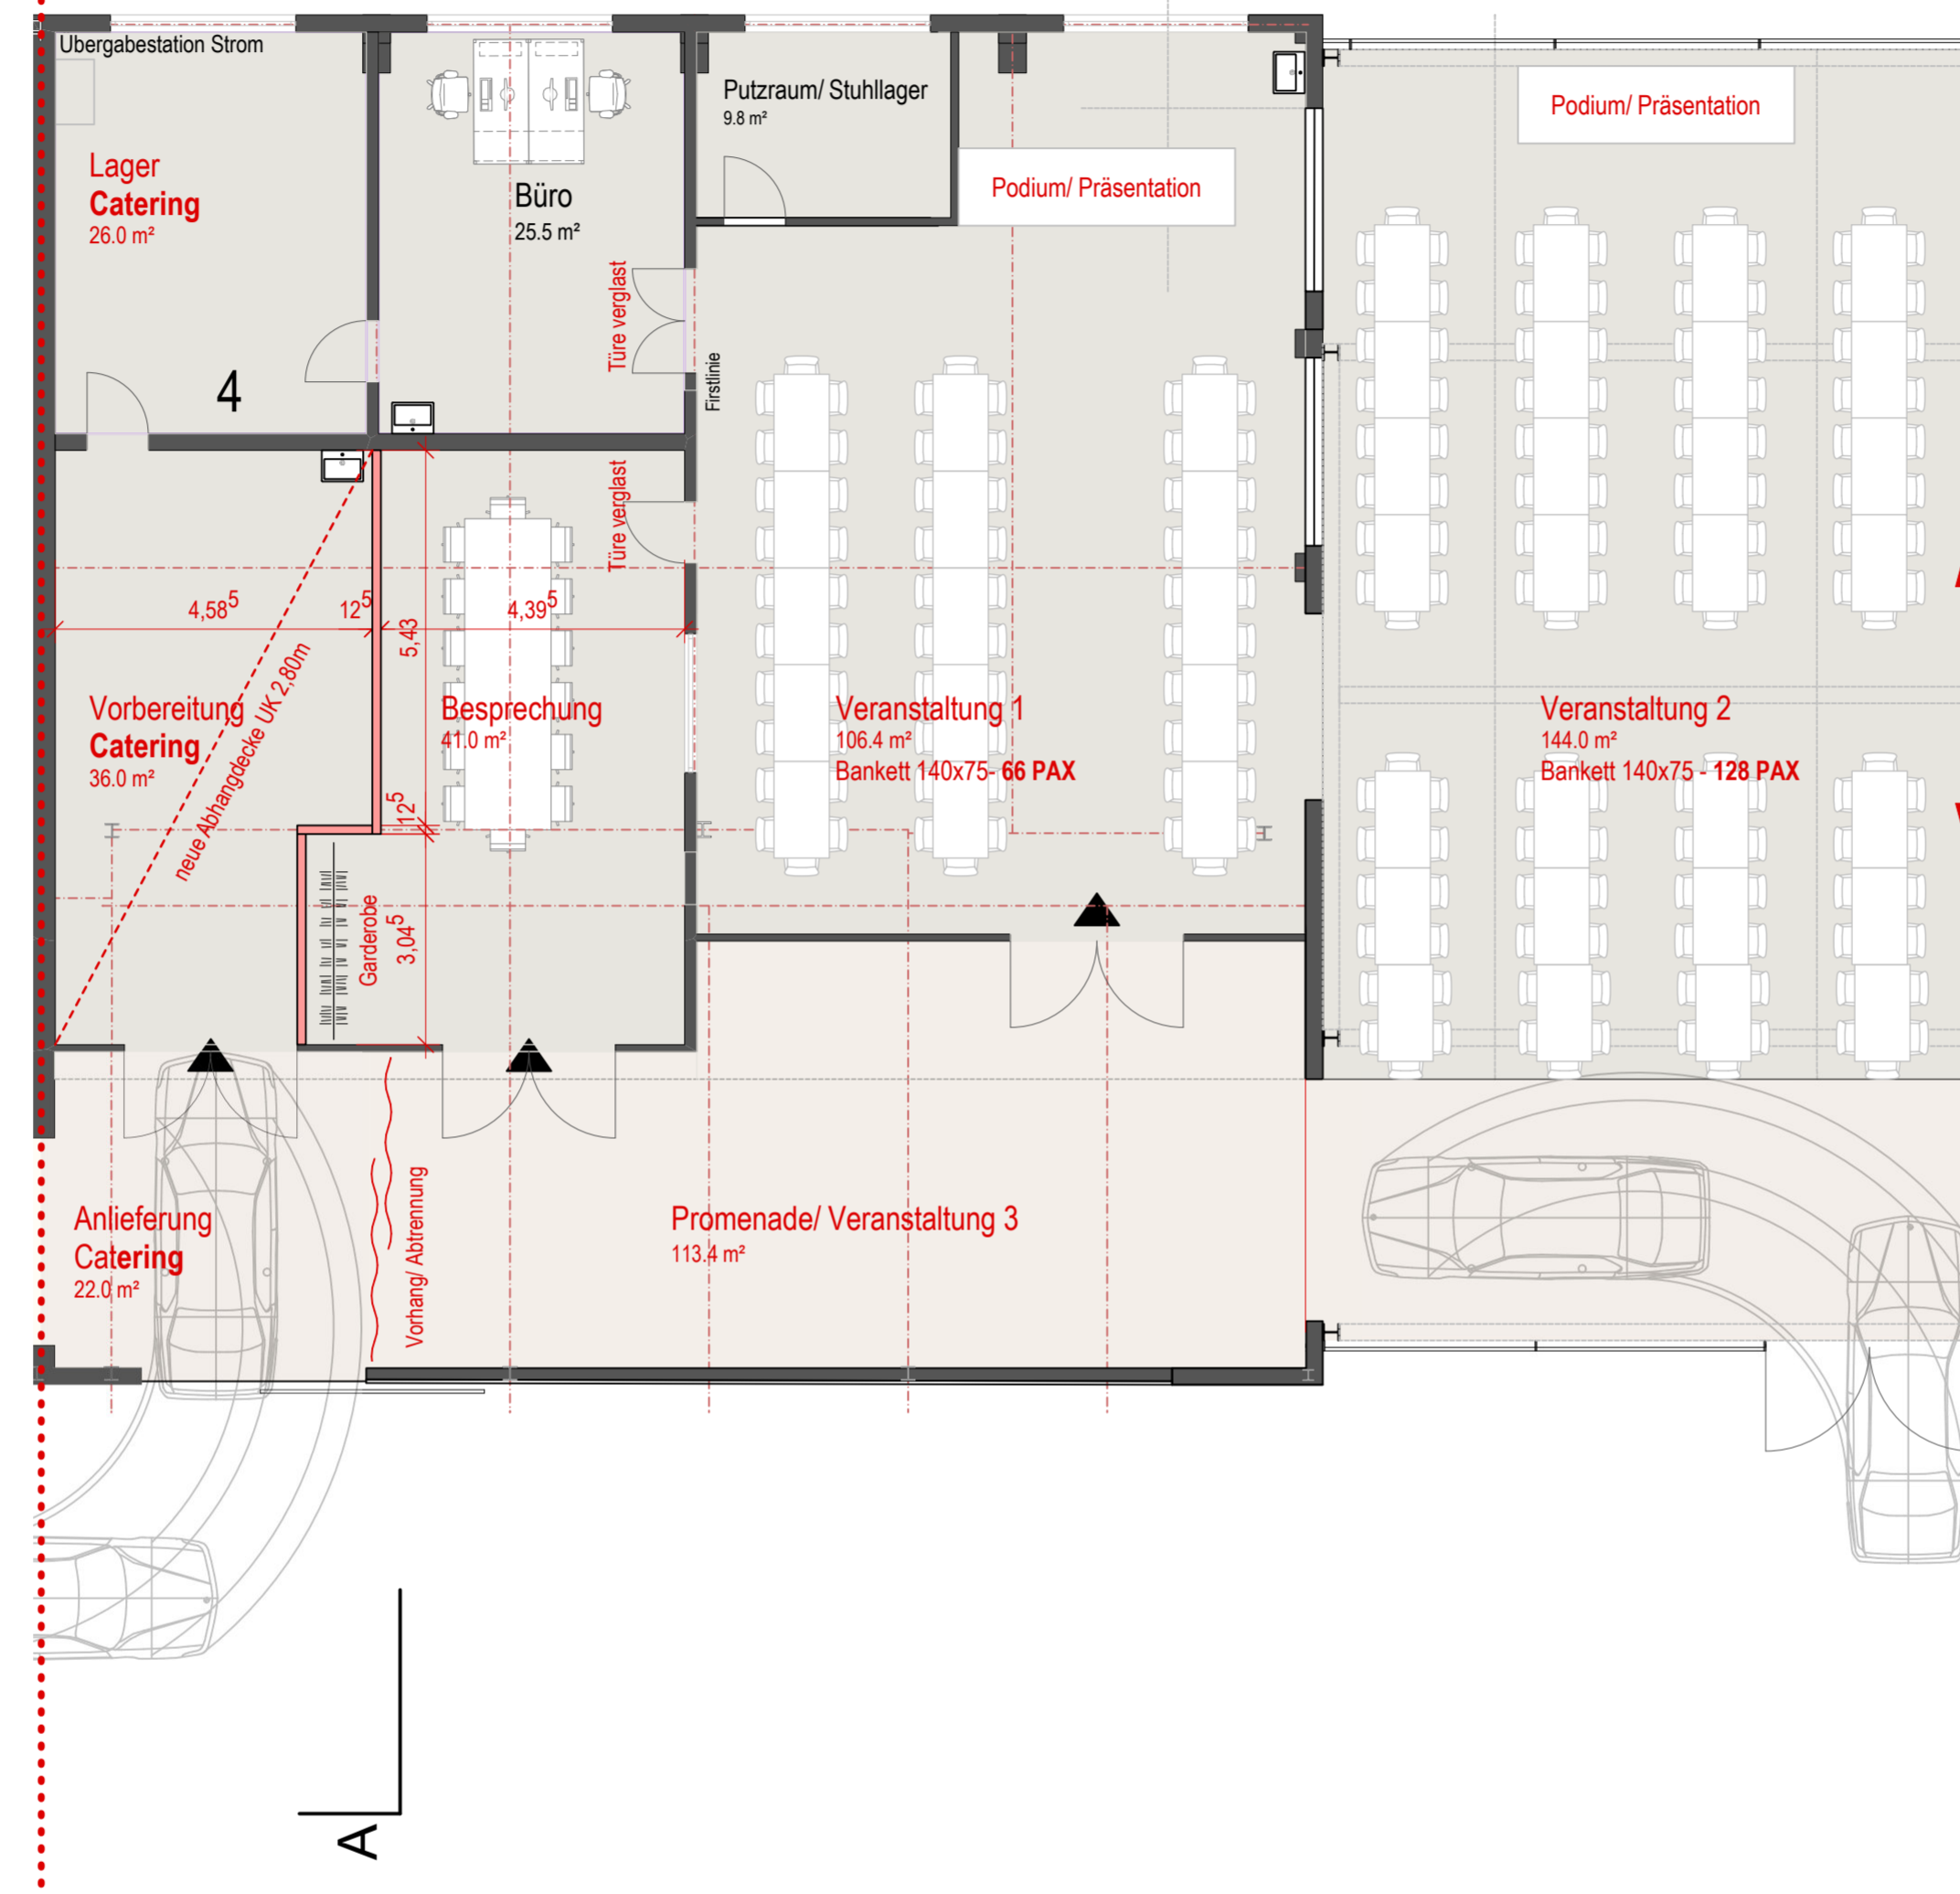 Übergabestation Strom
Lager
Catering
26.0 m²
4
Büro
25.5 m²
Türe verglast
Putzraum/ Stuhllager
9.8 m²
Podium/ Präsentation
Podium/ Präsentation
Firstlinie
Türe verglast
4,58⁵
12⁵
4,39⁵
5,43
neue Abhangdecke UK 2,80m
Vorbereitung
Catering
36.0 m²
Besprechung
41.0 m²
12⁵
Veranstaltung 1
106.4 m²
Bankett 140x75- 66 PAX
Veranstaltung 2
144.0 m²
Bankett 140x75 - 128 PAX
Garderobe
3,04⁵
Anlieferung
Catering
22.0 m²
Vorhang/ Abtrennung
Promenade/ Veranstaltung 3
113.4 m²
A